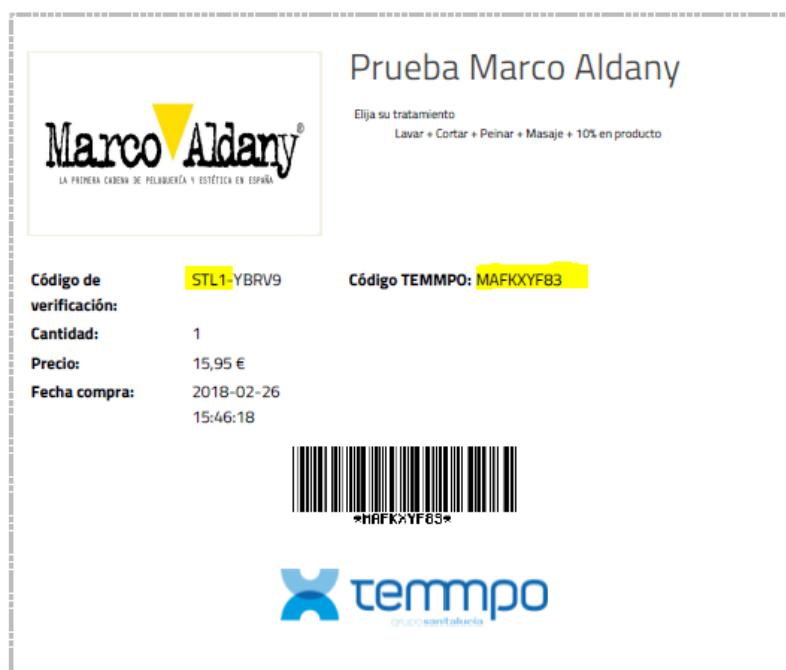 Prueba Marco Aldany
Elija su tratamiento
Lavar + Cortar + Peinar + Masaje + 10% en producto
Marco Aldany®
LA PRIMERA CADENA DE PELUQUERÍA Y ESTÉTICA EN ESPAÑA
Código de verificación: STL1-YBRV9
Código TEMMPO: MAFKXYF83
Cantidad: 1
Precio: 15,95 €
Fecha compra: 2018-02-26 15:46:18
*MAFKXYF83*
temmpo
gruposantalucía